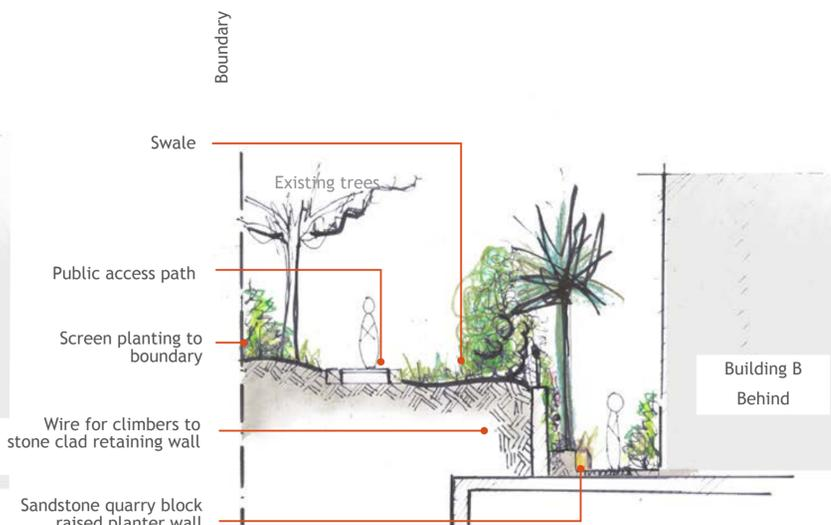 Boundary
Swale
Existing trees
Public access path
Screen planting to
boundary
Building B
Behind
Wire for climbers to
stone clad retaining wall
Sandstone quarry block
raised planter wall